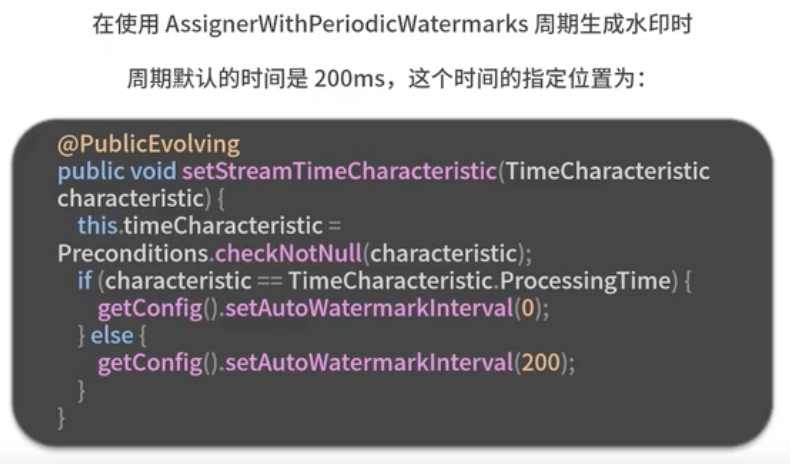 在使用 AssignerWithPeriodicWatermarks 周期生成水印时
周期默认的时间是 200ms，这个时间的指定位置为：
@PublicEvolving
public void setStreamTimeCharacteristic(TimeCharacteristic
characteristic) {
this.timeCharacteristic =
Preconditions.checkNotNull(characteristic);
if (characteristic == TimeCharacteristic.ProcessingTime) {
getConfig().setAutoWatermarkInterval(0);
} else {
getConfig().setAutoWatermarkInterval(200);
}
}